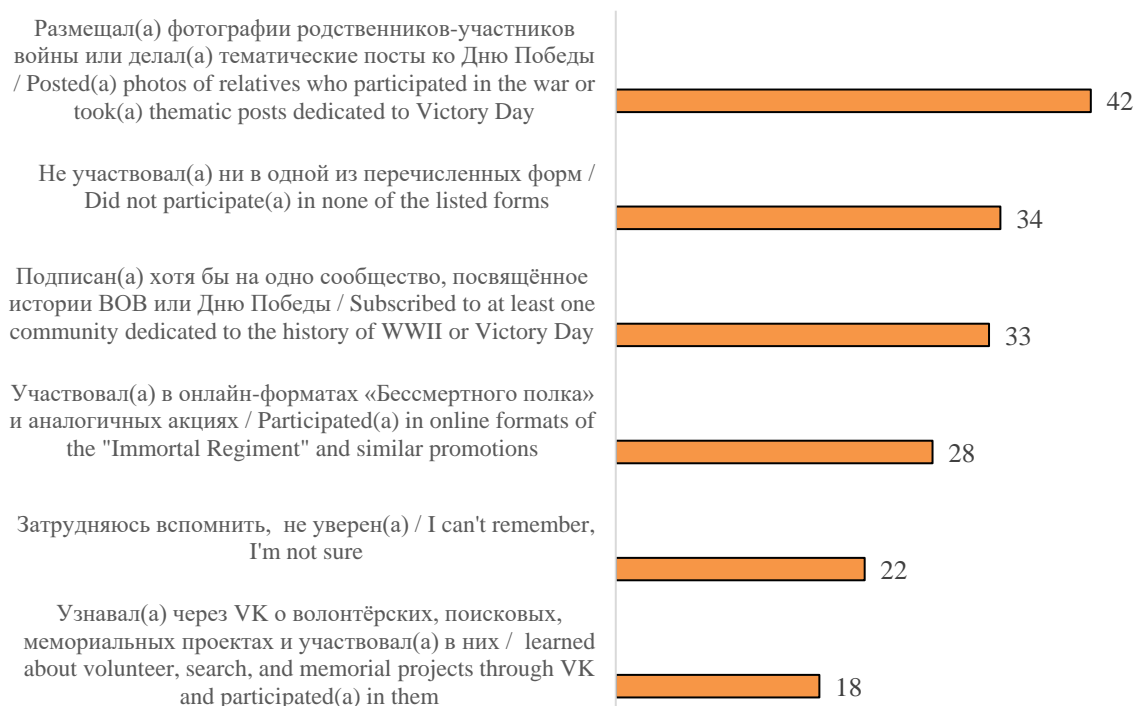 Размещал(а) фотографии родственников-участников
войны или делал(а) тематические посты ко Дню Победы
/ Posted(a) photos of relatives who participated in the war or
took(a) thematic posts dedicated to Victory Day
42
Не участвовал(а) ни в одной из перечисленных форм /
Did not participate(a) in none of the listed forms
34
Подписан(а) хотя бы на одно сообщество, посвящённое
истории ВОВ или Дню Победы / Subscribed to at least one
community dedicated to the history of WWII or Victory Day
33
Участвовал(а) в онлайн-форматах «Бессмертного полка»
и аналогичных акциях / Participated(a) in online formats of
the "Immortal Regiment" and similar promotions
28
Затрудняюсь вспомнить, не уверен(а) / I can't remember,
I'm not sure
22
Узнавал(а) через VK о волонтёрских, поисковых,
мемориальных проектах и участвовал(а) в них / learned
about volunteer, search, and memorial projects through VK
and participated(a) in them
18